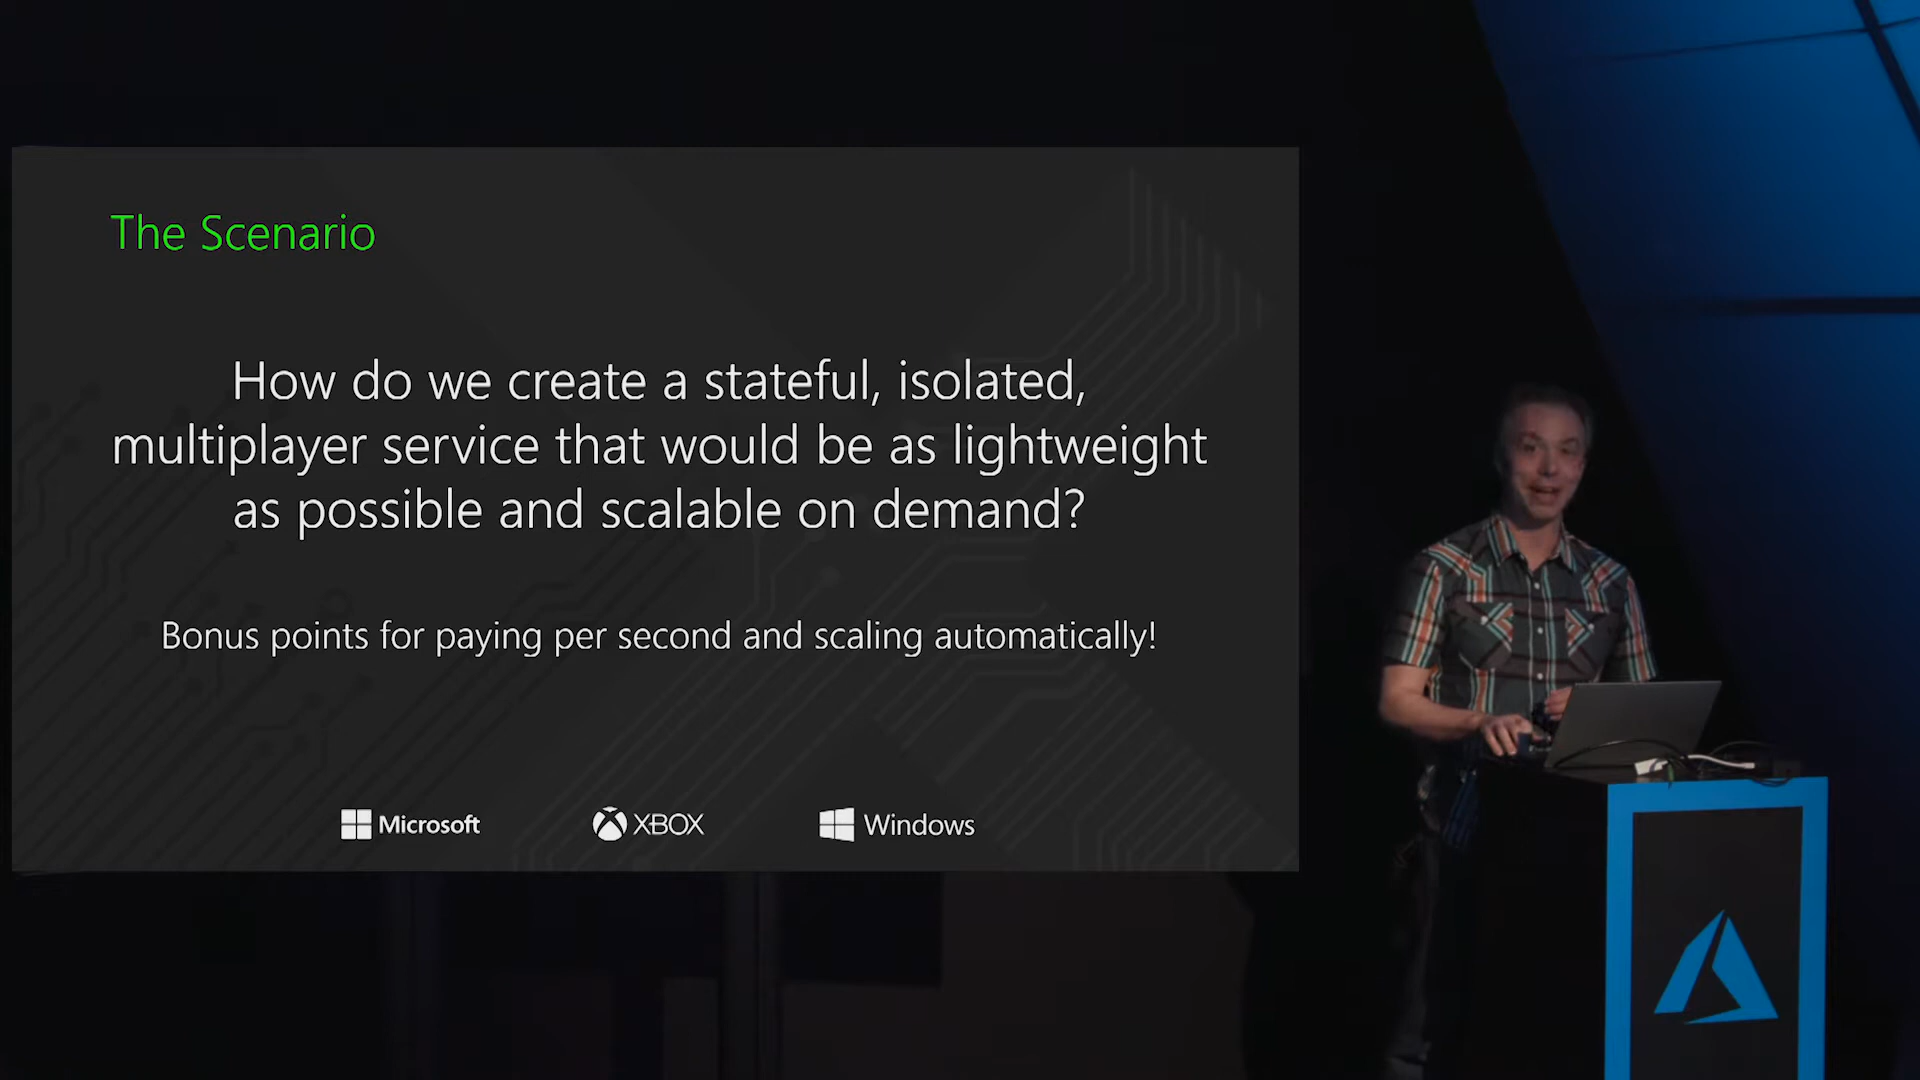 The Scenario
How do we create a stateful, isolated,
multiplayer service that would be as lightweight
as possible and scalable on demand?
Bonus points for paying per second and scaling automatically!
Microsoft XBOX Windows